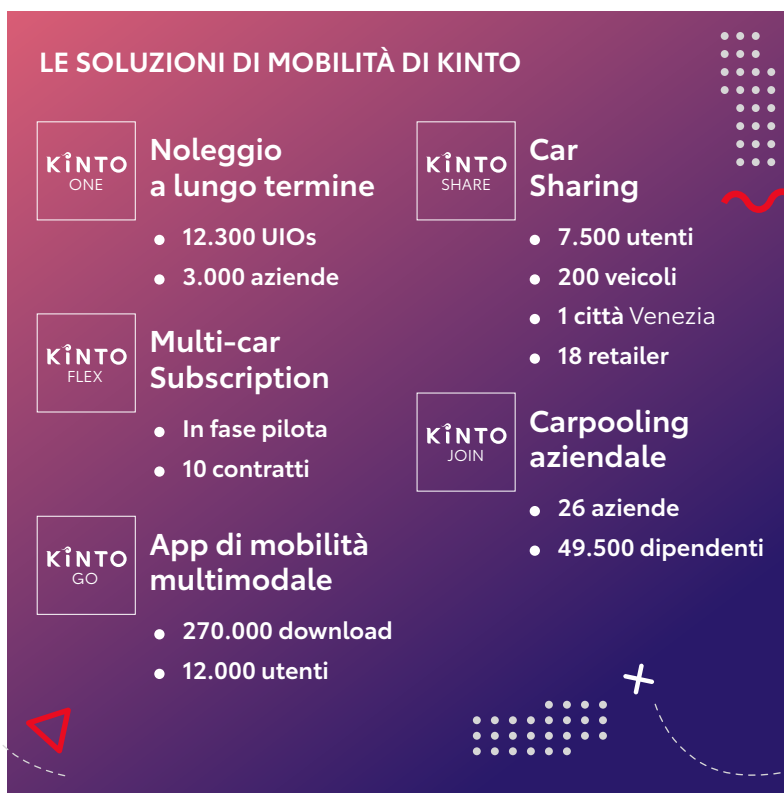 LE SOLUZIONI DI MOBILITÀ DI KINTO
KINTO
ONE
Noleggio
a lungo termine
• 12.300 UIOs
• 3.000 aziende
KINTO
FLEX
Multi-car
Subscription
• In fase pilota
• 10 contratti
KINTO
GO
App di mobilità
multimodale
• 270.000 download
• 12.000 utenti
KINTO
SHARE
Car
Sharing
• 7.500 utenti
• 200 veicoli
• 1 città Venezia
• 18 retailer
KINTO
JOIN
Carpooling
aziendale
• 26 aziende
• 49.500 dipendenti